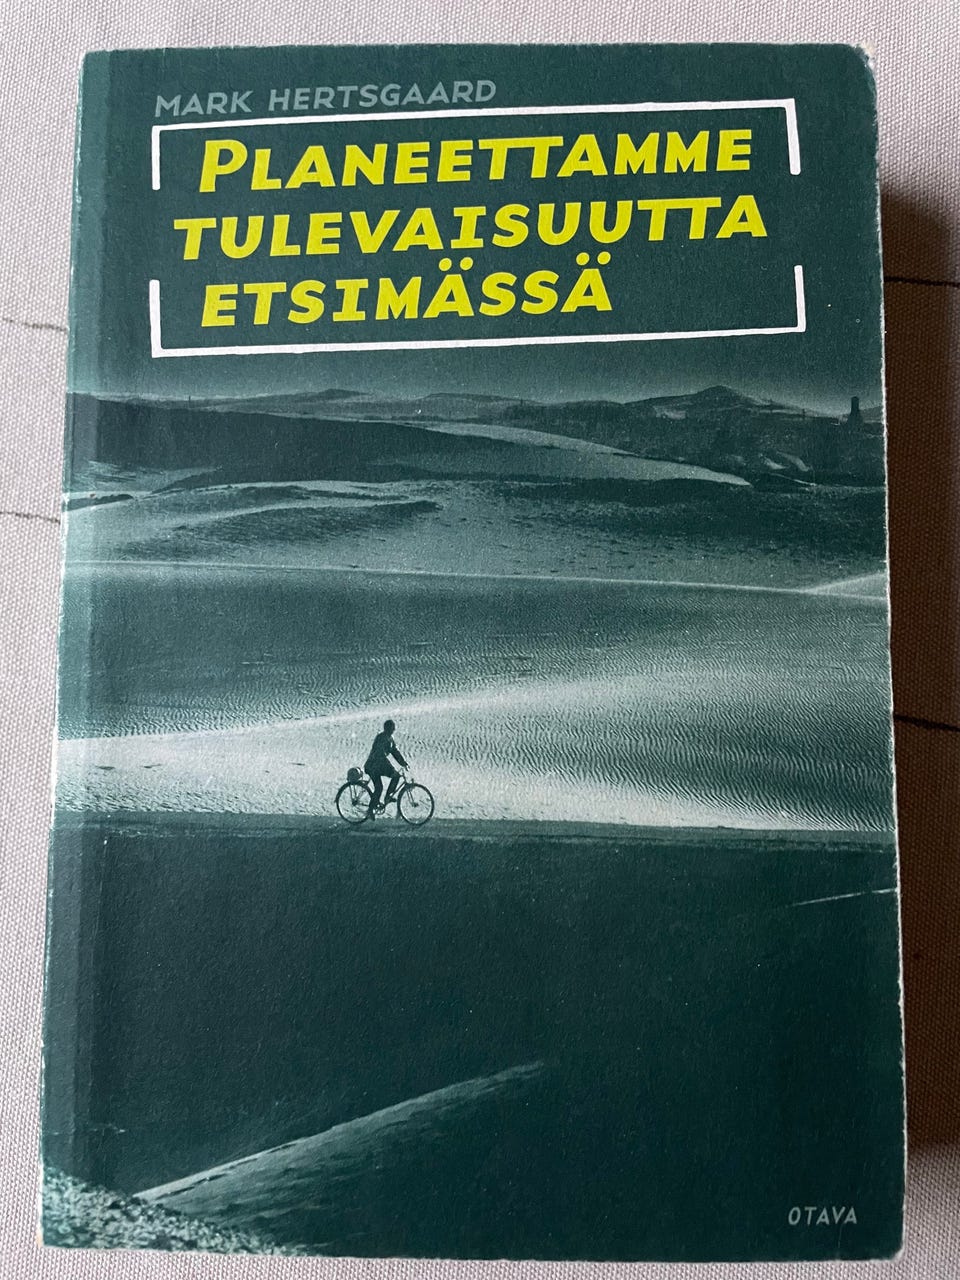 MARK HERTSGAARD
PLANEETTAMME
TULEVAISUUTTA
ETSIMÄSSÄ
OTAVA